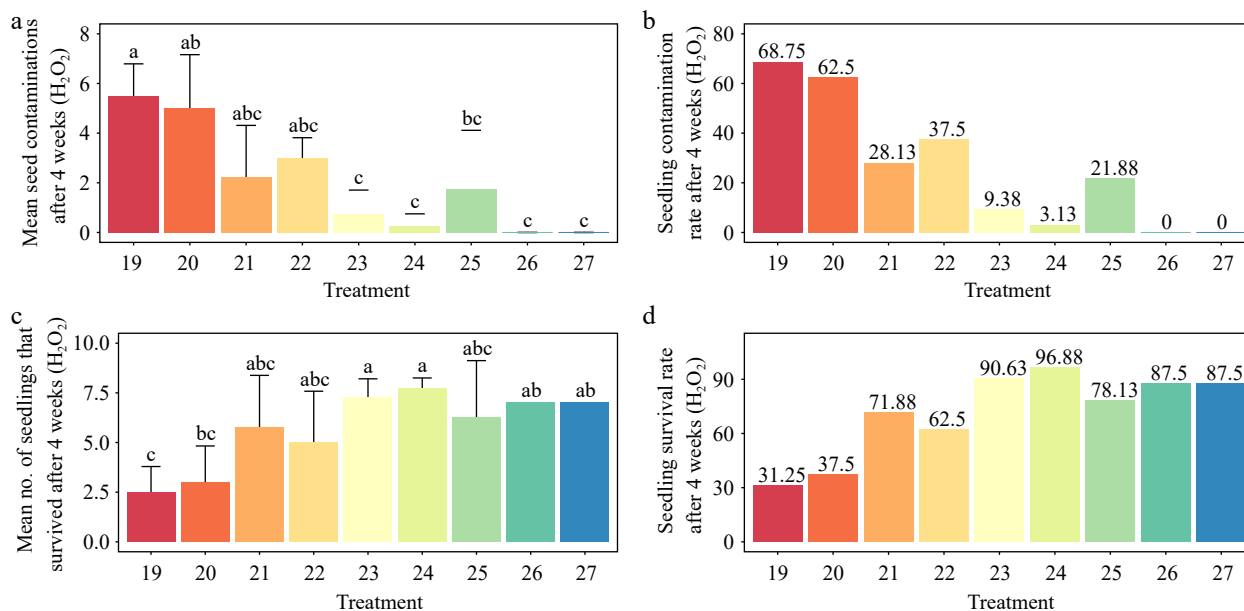 a
Mean seed contaminations
after 4 weeks (H₂O₂)
8
6
4
2
0
a
ab
abc
abc
c
c
bc
c
c
19 20 21 22 23 24 25 26 27
Treatment
b
Seedling contamination
rate after 4 weeks (H₂O₂)
80
60
40
20
0
68.75
62.5
28.13
37.5
9.38
3.13
21.88
0
0
19 20 21 22 23 24 25 26 27
Treatment
c
Mean no. of seedlings that
survived after 4 weeks (H₂O₂)
10.0
7.5
5.0
2.5
0.0
c
bc
abc
abc
a
a
abc
ab
ab
19 20 21 22 23 24 25 26 27
Treatment
d
Seedling survival rate
after 4 weeks (H₂O₂)
90
60
30
0
31.25
37.5
71.88
62.5
90.63
96.88
78.13
87.5
87.5
19 20 21 22 23 24 25 26 27
Treatment